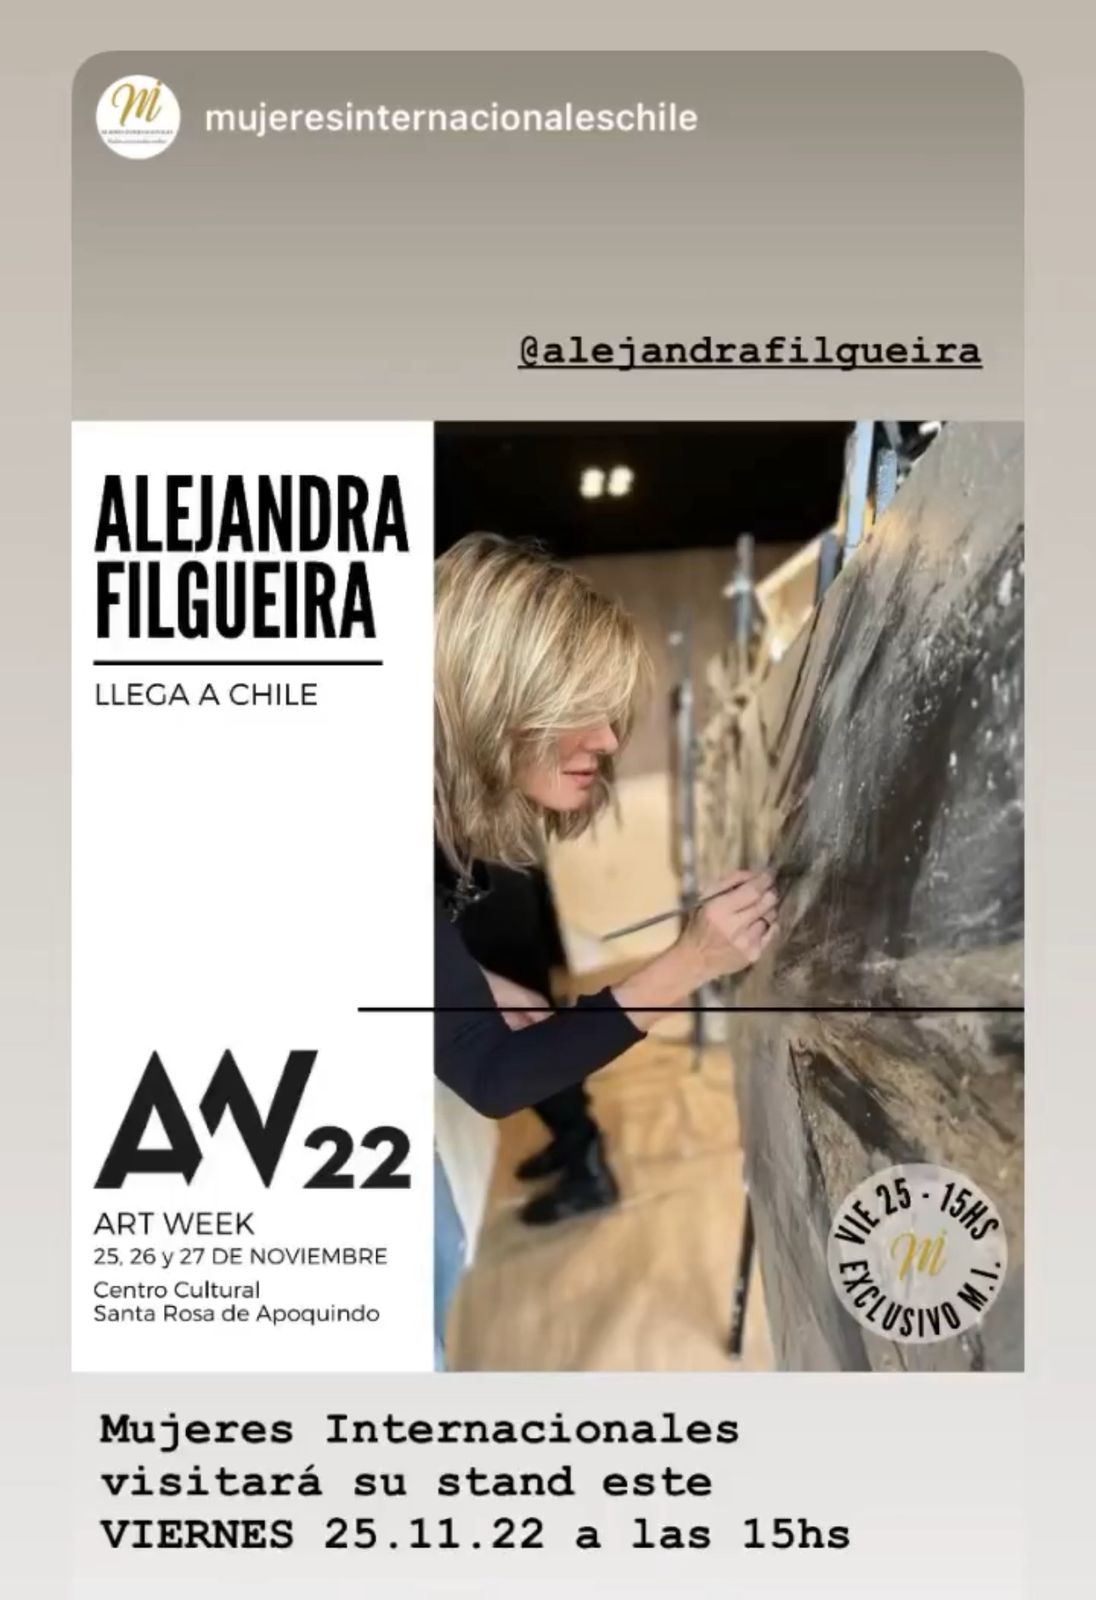 mujeresinternacionaleschile
@alejandrafilgueira
ALEJANDRA
FILGUEIRA
LLEGA A CHILE
AW22
ART WEEK
25, 26 y 27 DE NOVIEMBRE
Centro Cultural
Santa Rosa de Apoquindo
VIE 25 - 15HS
Mi
EXCLUSIVO M.I.
Mujeres Internacionales
visitará su stand este
VIERNES 25.11.22 a las 15hs